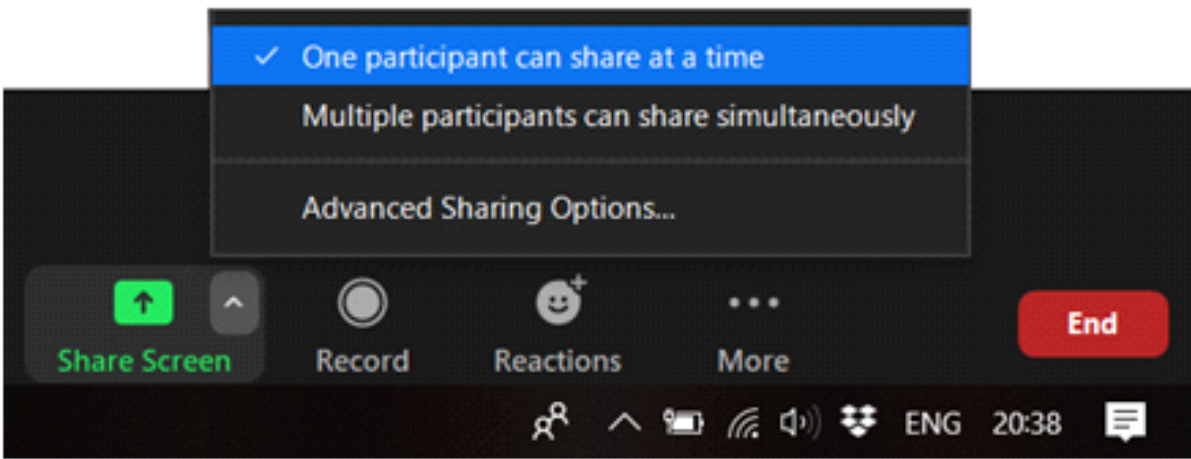 One participant can share at a time
Multiple participants can share simultaneously
Advanced Sharing Options...
Share Screen
Record
Reactions
More
End
ENG
20:38